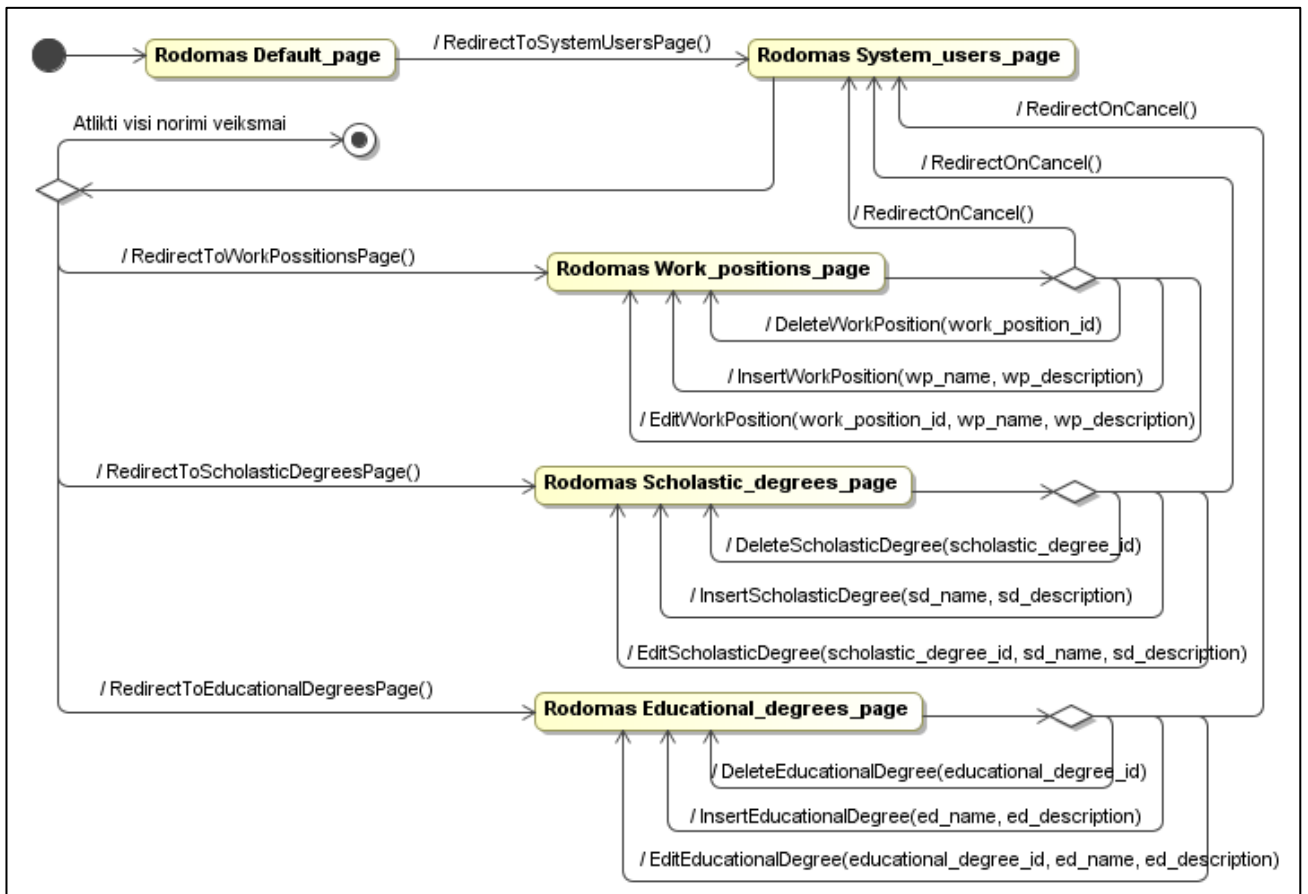 / RedirectToSystemUsersPage()
Rodomas Default_page
Rodomas System_users_page
/ RedirectOnCancel()
Atlikti visi norimi veiksmai
/ RedirectOnCancel()
/ RedirectOnCancel()
/ RedirectToWorkPossitionsPage()
Rodomas Work_positions_page
/ DeleteWorkPosition(work_position_id)
/ InsertWorkPosition(wp_name, wp_description)
/ EditWorkPosition(work_position_id, wp_name, wp_description)
/ RedirectToScholasticDegreesPage()
Rodomas Scholastic_degrees_page
/ DeleteScholasticDegree(scholastic_degree_id)
/ InsertScholasticDegree(sd_name, sd_description)
/ EditScholasticDegree(scholastic_degree_id, sd_name, sd_description)
/ RedirectToEducationalDegreesPage()
Rodomas Educational_degrees_page
/ DeleteEducationalDegree(educational_degree_id)
/ InsertEducationalDegree(ed_name, ed_description)
/ EditEducationalDegree(educational_degree_id, ed_name, ed_description)